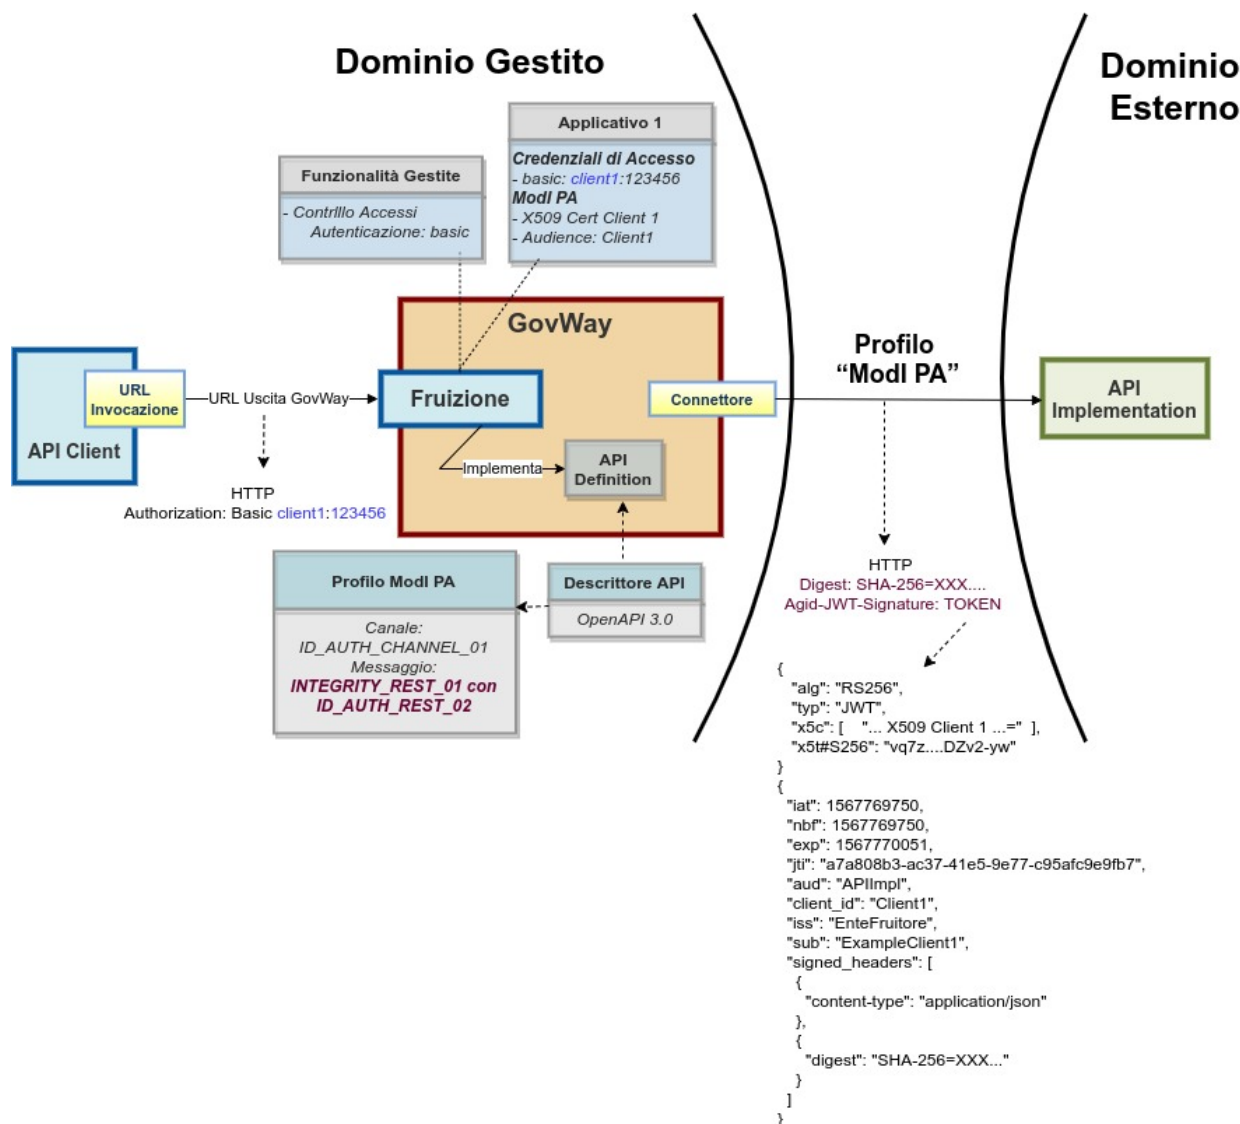 Dominio Gestito
Dominio
Esterno
Applicativo 1
Credenziali di Accesso
- basic: client1:123456
ModI PA
- X509 Cert Client 1
- Audience: Client1
Funzionalità Gestite
- Contrlllo Accessi
Autenticazione: basic
GovWay
Profilo
“ModI PA”
URL
Invocazione
API Client
URL Uscita GovWay
Fruizione
Connettore
API
Implementation
Implementa
API
Definition
HTTP
Authorization: Basic client1:123456
Profilo ModI PA
Canale:
ID_AUTH_CHANNEL_01
Messaggio:
INTEGRITY_REST_01 con
ID_AUTH_REST_02
Descrittore API
OpenAPI 3.0
HTTP
Digest: SHA-256=XXX....
Agid-JWT-Signature: TOKEN
{
"alg": "RS256",
"typ": "JWT",
"x5c": [ "... X509 Client 1 ...=" ],
"x5t#S256": "vq7z....DZv2-yw"
}
{
"iat": 1567769750,
"nbf": 1567769750,
"exp": 1567770051,
"jti": "a7a808b3-ac37-41e5-9e77-c95afc9e9fb7",
"aud": "APIImpl",
"client_id": "Client1",
"iss": "EnteFruitore",
"sub": "ExampleClient1",
"signed_headers": [
{
"content-type": "application/json"
},
{
"digest": "SHA-256=XXX..."
}
]
}